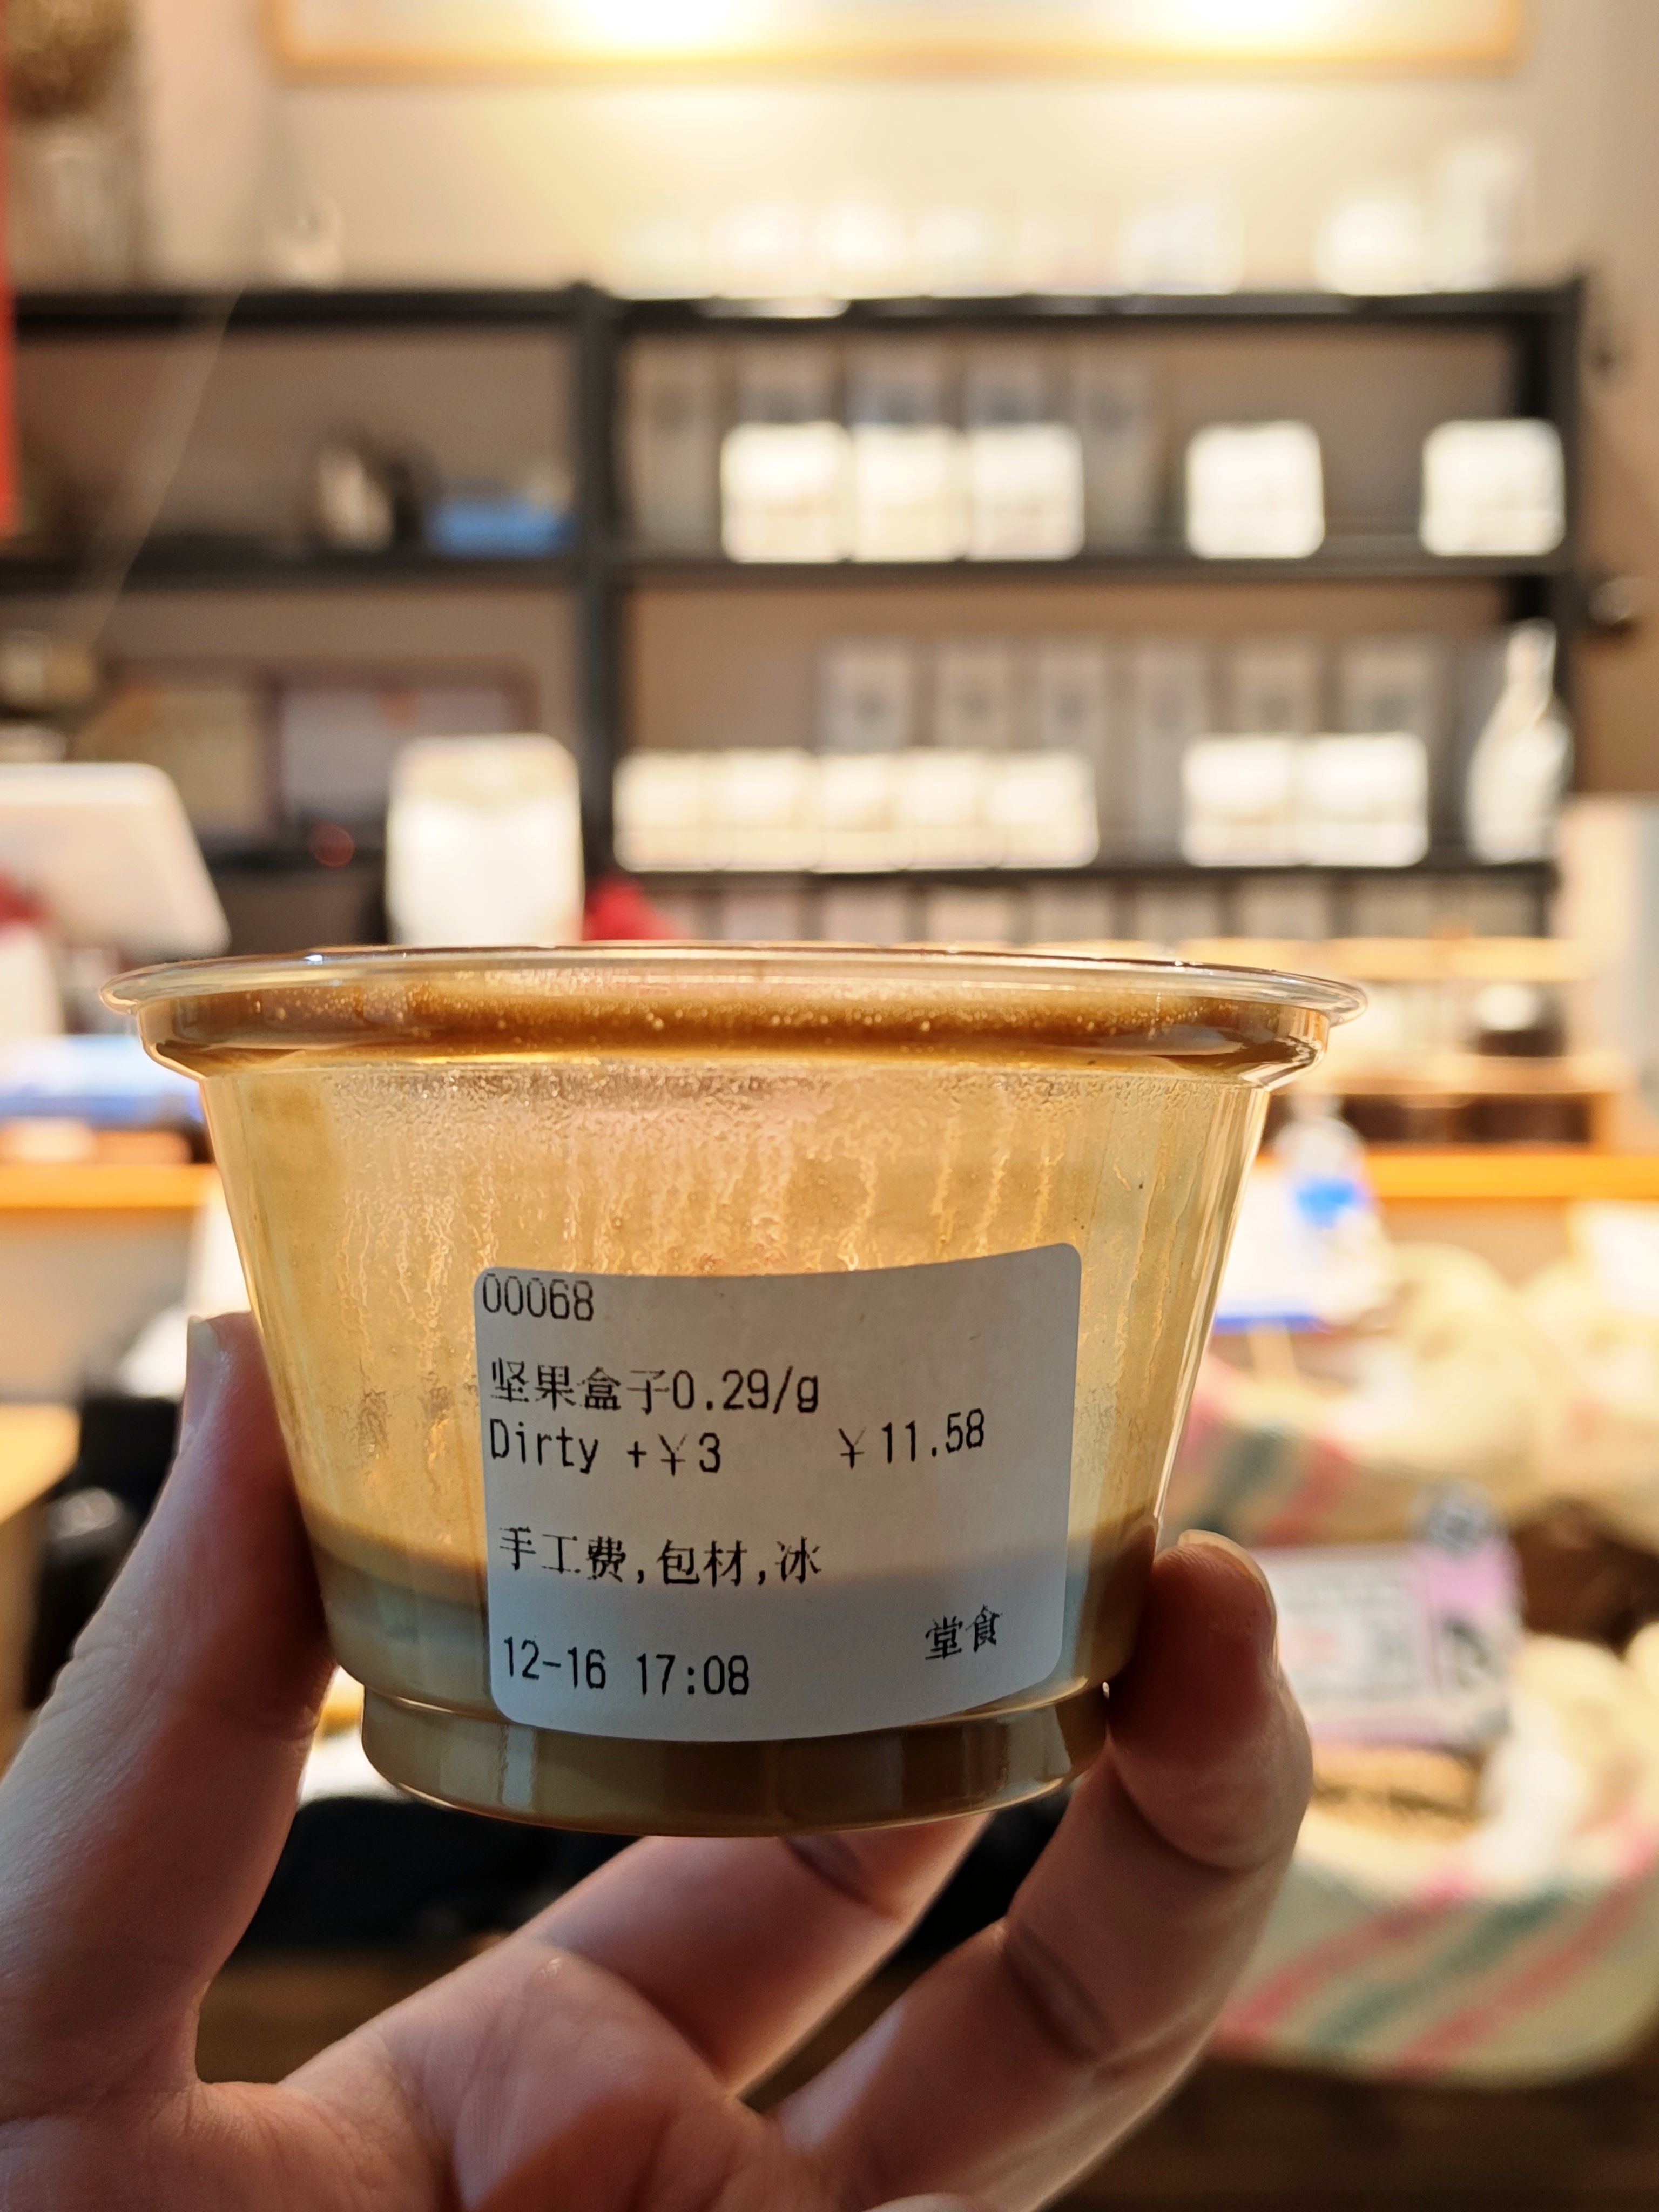 00068
坚果盒子0.29/g
Dirty +¥3 ¥11.58
手工费,包材,冰
堂食
12-16 17:08